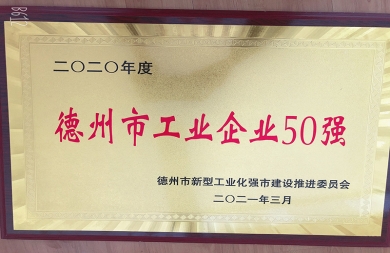 二〇二〇年度
德州市工业企业50强
德州市新型工业化强市建设推进委员会
二〇二一年三月